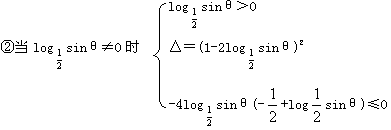 ②当 log_{1/2} sinθ≠0 时
log_{1/2} sinθ>0
△=(1-2log_{1/2} sinθ)²
-4log_{1/2} sinθ(-1/2+log 1/2 sinθ)≤0